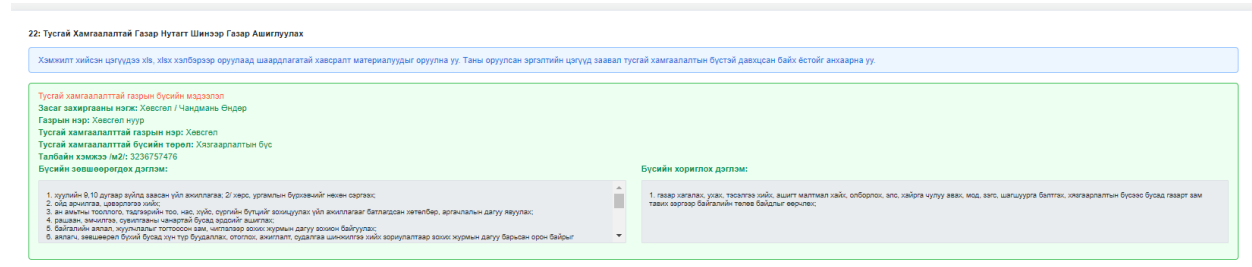 22: Тусгай Хамгаалалтай Газар Нутагт Шинээр Газар Ашиглуулах
Хэмжилт хийсэн цэгүүдээ xls, xlsx хэлбэрээр оруулаад шаардлагатай хавсралт материалуудыг оруулна уу. Таны оруулсан эргэлтийн цэгүүд заавал тусгай хамгаалалтын бүстэй давхцсан байх ёстойг анхаарна уу.
Тусгай хамгаалалттай газрын бүсийн мэдээлэл
Засаг захиргааны нэгж: Хөвсгөл / Чандмань Өндөр
Газрын нэр: Хөвсгөл нуур
Тусгай хамгаалалттай газрын нэр: Хөвсгөл
Тусгай хамгаалалттай бүсийн төрөл: Хязгаарлалтын бүс
Талбайн хэмжээ /м2/: 3236757476
Бүсийн зөвшөөрөгдөх дэглэм:
1. хуулийн 9,10 дугаар зүйлд заасан үйл ажиллагаа; 2/ хөрс, ургамлын бүрхэвчийг нөхөн сэргээх;
2. ойд арчилгаа, цэвэрлэгээ хийх;
3. ан амьтны тооллого, тэдгээрийн тоо, нас, хүйс, сүргийн бүтцийг зохицуулах үйл ажиллагааг батлагдсан хөтөлбөр, аргачлалын дагуу явуулах;
4. рашаан, эмчилгээ, сувилгааны чанартай бусад эрдсийг ашиглах;
5. байгалийн аялал, жуулчлалыг тогтоосон зам, чиглэлээр зохих журмын дагуу зохион байгуулах;
6. аялагч, зөвшөөрөл бүхий бусад хүн түр буудаллах, отоглох, ажиглалт, судалгаа шинжилгээ хийх зориулалтаар зохих журмын дагуу барьсан орон байрыг
Бүсийн хориглох дэглэм:
1. газар хагалах, ухах, тэсэлгээ хийх, ашигт малтмал хайх, олборлох, элс, хайрга чулуу авах, мод, зэгс, шагшуурга бэлтгэх, хязгаарлалтын бүсээс бусад газарт зам
тавих зэргээр байгалийн төлөв байдлыг өөрчлөх;